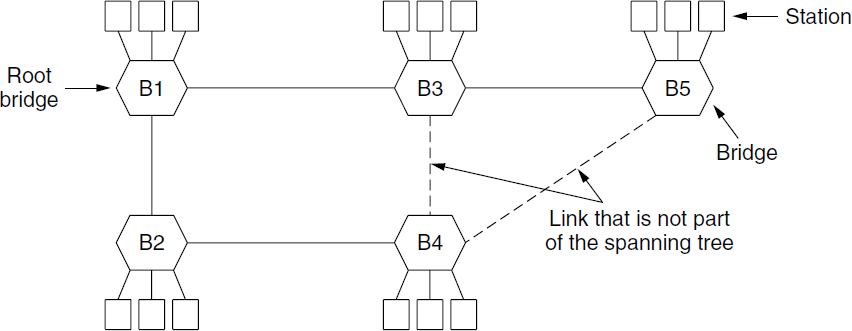 Station
Root
bridge
B1
B3
B5
Bridge
Link that is not part
of the spanning tree
B2
B4